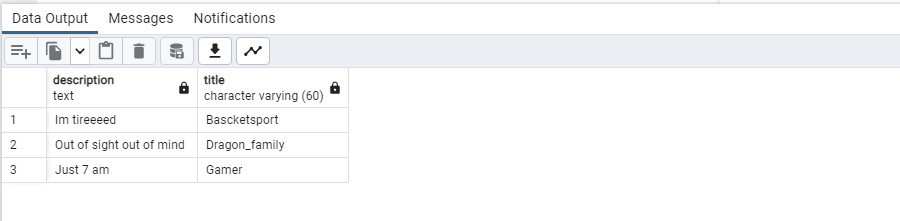 Data Output Messages Notifications
description title
text character varying (60)
1 Im tireeeed Bascketsport
2 Out of sight out of mind Dragon_family
3 Just 7 am Gamer